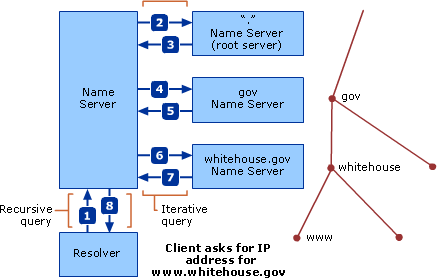 "."
Name Server
(root server)
2
3
Name
Server
4
5
gov
Name Server
6
7
whitehouse.gov
Name Server
1
8
Recursive
query
Iterative
query
Resolver
Client asks for IP
address for
www.whitehouse.gov
gov
whitehouse
www